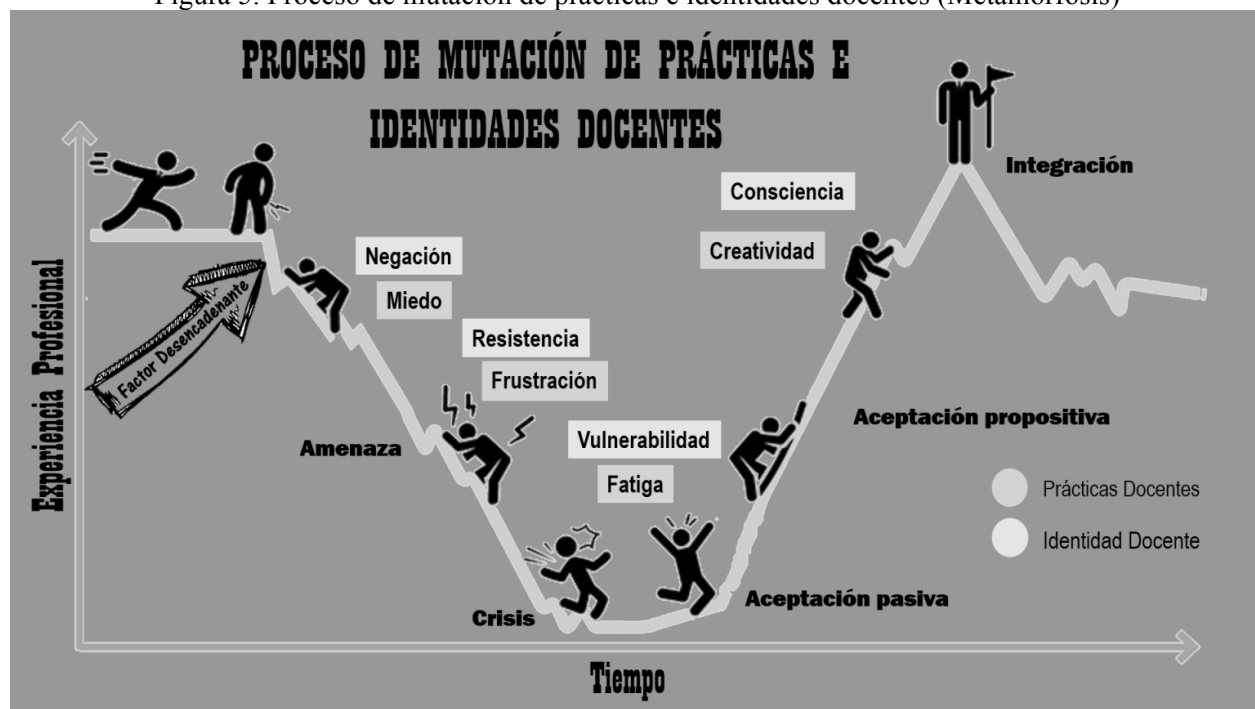 Figura 5. Proceso de mutación de prácticas e identidades docentes (Metamorfosis)
PROCESO DE MUTACIÓN DE PRÁCTICAS E
IDENTIDADES DOCENTES
Experiencia Profesional
Factor Desencadenante
Negación
Miedo
Amenaza
Resistencia
Frustración
Crisis
Vulnerabilidad
Fatiga
Aceptación pasiva
Consciencia
Creatividad
Aceptación propositiva
Integración
Prácticas Docentes
Identidad Docente
Tiempo